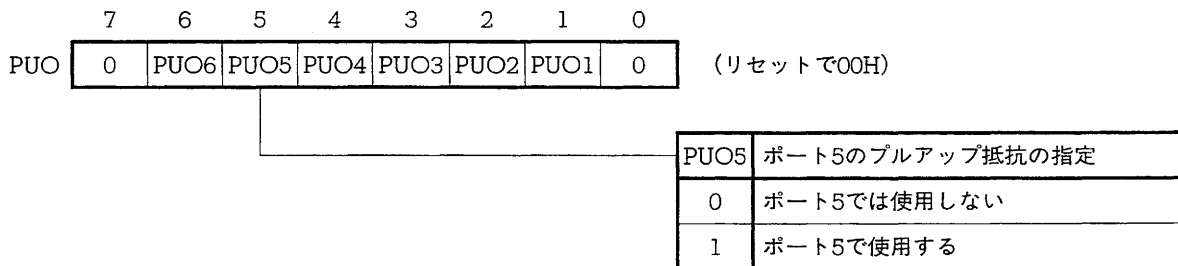 7 6 5 4 3 2 1 0
PUO 0 PUO6 PUO5 PUO4 PUO3 PUO2 PUO1 0 (リセットで00H)
PUO5 ポート5のプルアップ抵抗の指定
0 ポート5では使用しない
1 ポート5で使用する